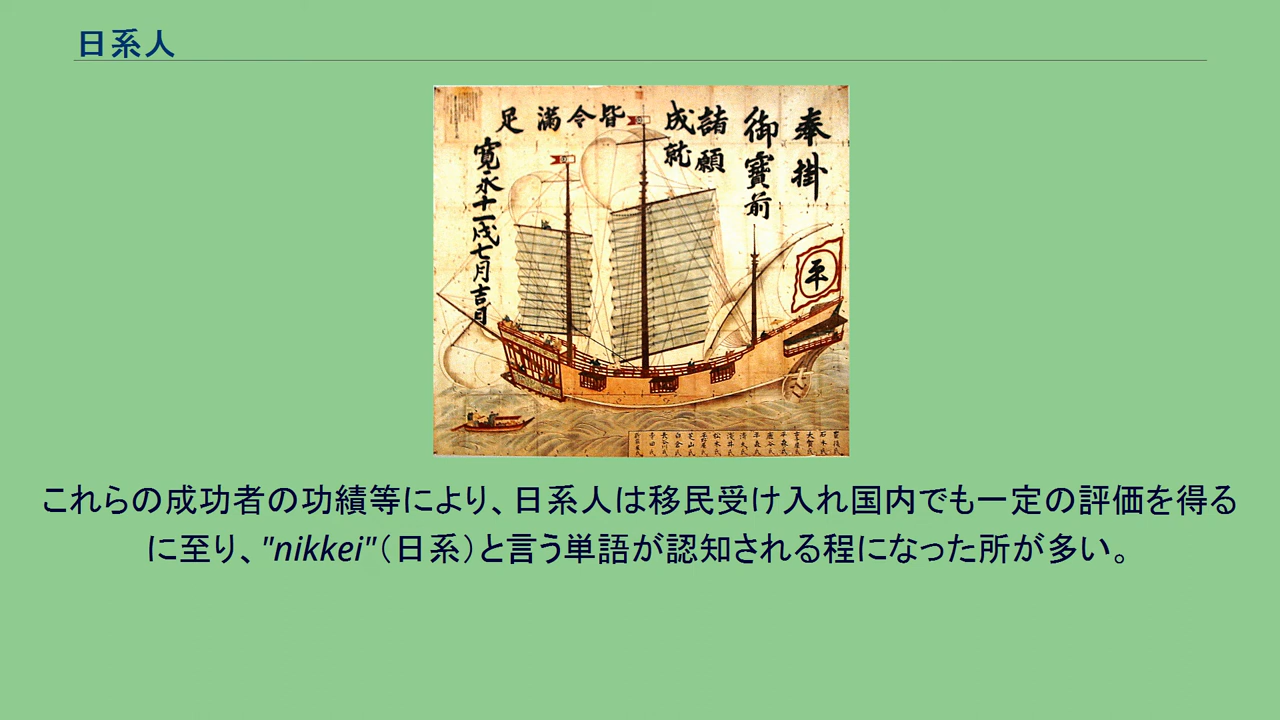 日系人
奉掛
御寳前
諸願
成就
皆令満足
寛永十一戌七月吉日
平
これらの成功者の功績等により、日系人は移民受け入れ国内でも一定の評価を得る
に至り、"nikkei"（日系）と言う単語が認知される程になった所が多い。